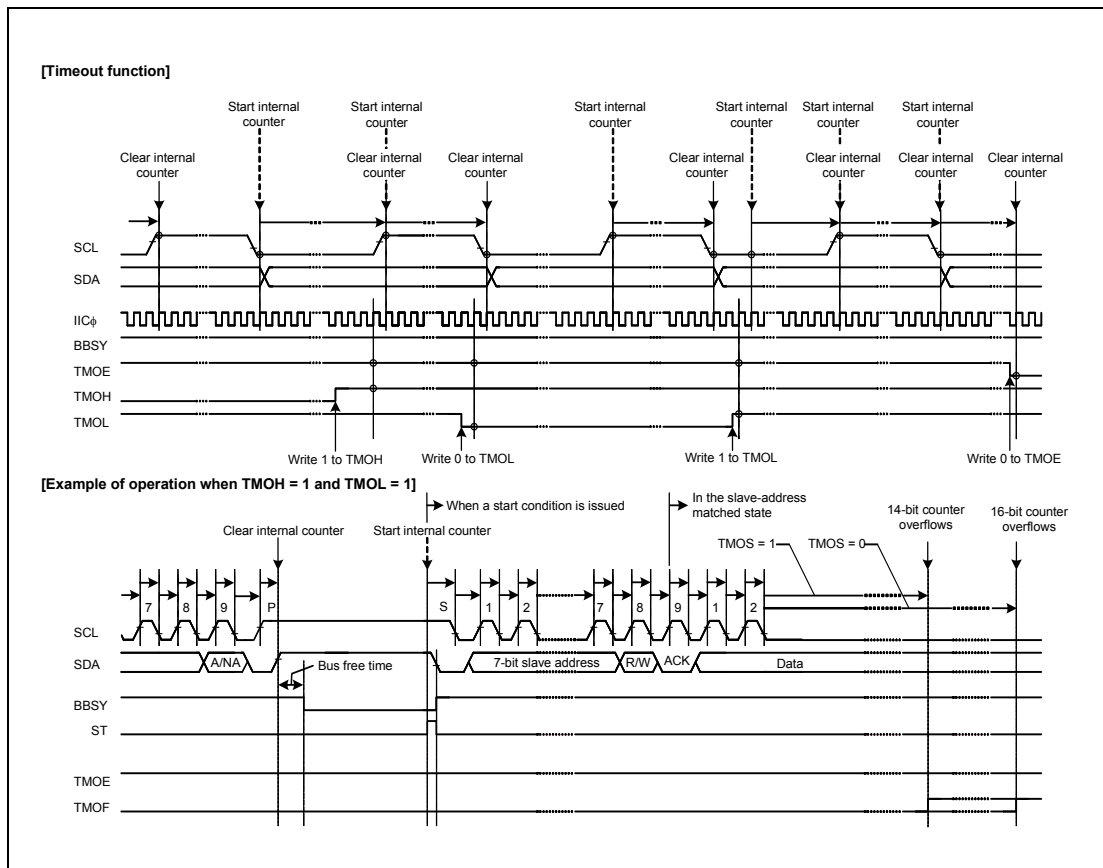 [Timeout function]
Start internal
counter
Start internal
counter
Start internal
counter
Start internal
counter
Start internal
counter
Start internal
counter
Clear internal
counter
Clear internal
counter
Clear internal
counter
Clear internal
counter
Clear internal
counter
Clear internal
counter
Clear internal
counter
SCL
SDA
IICϕ
BBSY
TMOE
TMOH
TMOL
Write 1 to TMOH
Write 0 to TMOL
Write 1 to TMOL
Write 0 to TMOE
[Example of operation when TMOH = 1 and TMOL = 1]
When a start condition is issued
In the slave-address
matched state
Clear internal counter
Start internal counter
14-bit counter
overflows
16-bit counter
overflows
TMOS = 1
TMOS = 0
7 8 9 P S 1 2 7 8 9 1 2
SCL
SDA A/NA 7-bit slave address R/W ACK Data
Bus free time
BBSY
ST
TMOE
TMOF